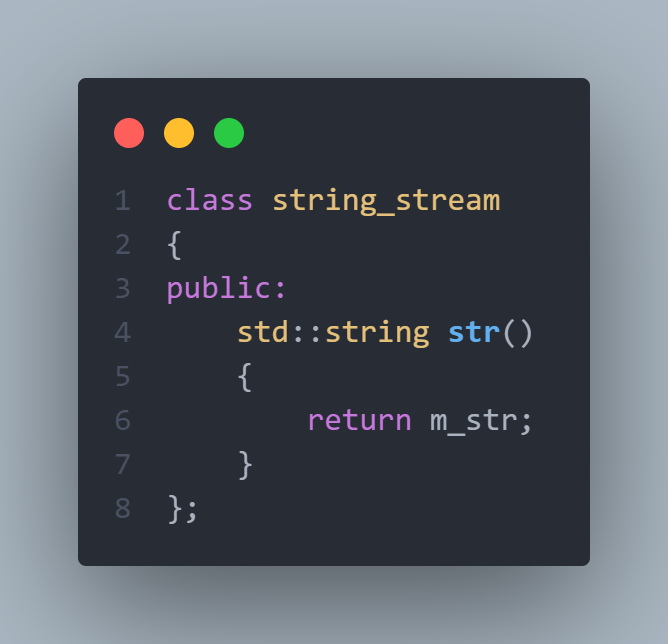 1 class string_stream
2 {
3 public:
4     std::string str()
5     {
6         return m_str;
7     }
8 };